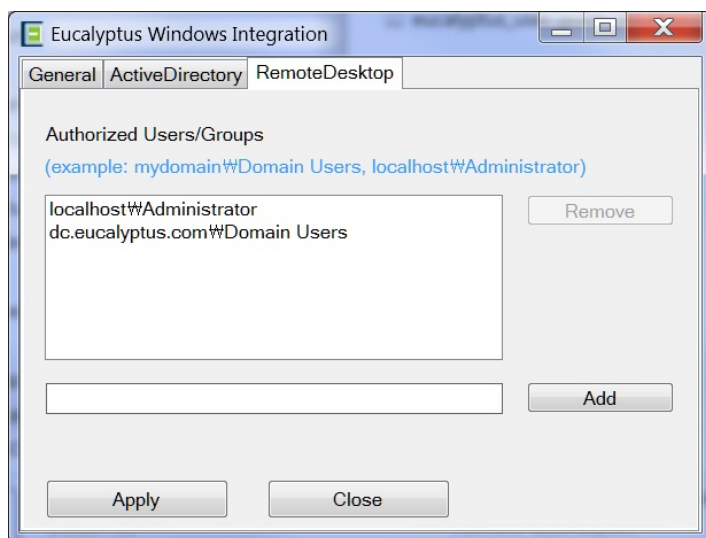 Eucalyptus Windows Integration
General ActiveDirectory RemoteDesktop
Authorized Users/Groups
(example: mydomain₩Domain Users, localhost₩Administrator)
localhost₩Administrator
dc.eucalyptus.com₩Domain Users
Remove
Add
Apply Close